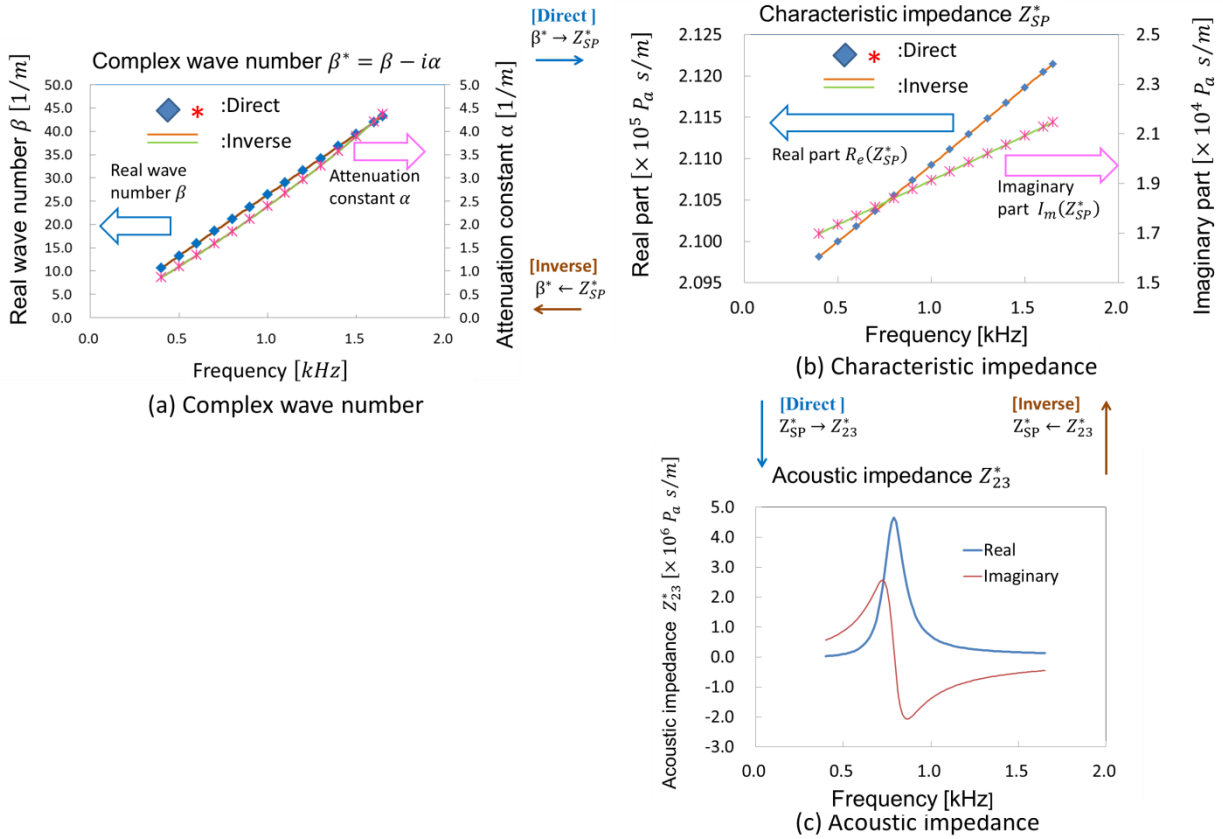 Complex wave number β* = β − iα
Real wave number β [1/m]
50.0
45.0
40.0
35.0
30.0
25.0
20.0
15.0
10.0
5.0
0.0
:Direct
:Inverse
Real wave
number β
Attenuation
constant α
5.0
4.5
4.0
3.5
3.0
2.5
2.0
1.5
1.0
0.5
0.0
Attenuation constant α [1/m]
0.0 0.5 1.0 1.5 2.0
Frequency [kHz]
(a) Complex wave number
[Direct]
β* → Z*SP
[Inverse]
β* ← Z*SP
Characteristic impedance Z*SP
Real part [× 10^5 Pa s/m]
2.125
2.120
2.115
2.110
2.105
2.100
2.095
:Direct
:Inverse
Real part Re(Z*SP)
Imaginary
part Im(Z*SP)
2.5
2.3
2.1
1.9
1.7
1.5
Imaginary part [× 10^4 Pa s/m]
0.0 0.5 1.0 1.5 2.0
Frequency [kHz]
(b) Characteristic impedance
[Direct ]
Z*SP → Z*23
[Inverse]
Z*SP ← Z*23
Acoustic impedance Z*23
Acoustic impedance Z*23 [× 10^6 Pa s/m]
5.0
4.0
3.0
2.0
1.0
0.0
-1.0
-2.0
-3.0
Real
Imaginary
0.0 0.5 1.0 1.5 2.0
Frequency [kHz]
(c) Acoustic impedance